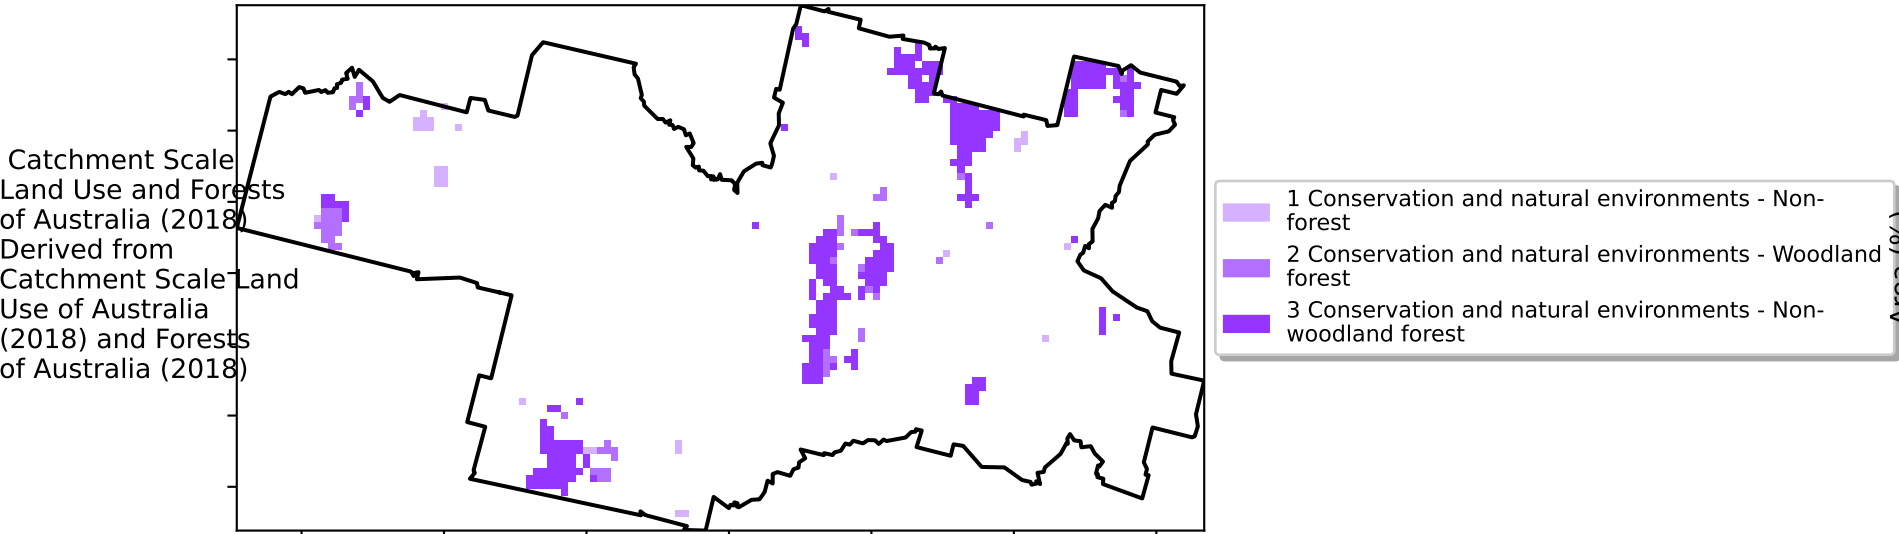 Catchment Scale
Land Use and Forests
of Australia (2018)
Derived from
Catchment Scale Land
Use of Australia
(2018) and Forests
of Australia (2018)
1 Conservation and natural environments - Non-
forest
2 Conservation and natural environments - Woodland
forest
3 Conservation and natural environments - Non-
woodland forest